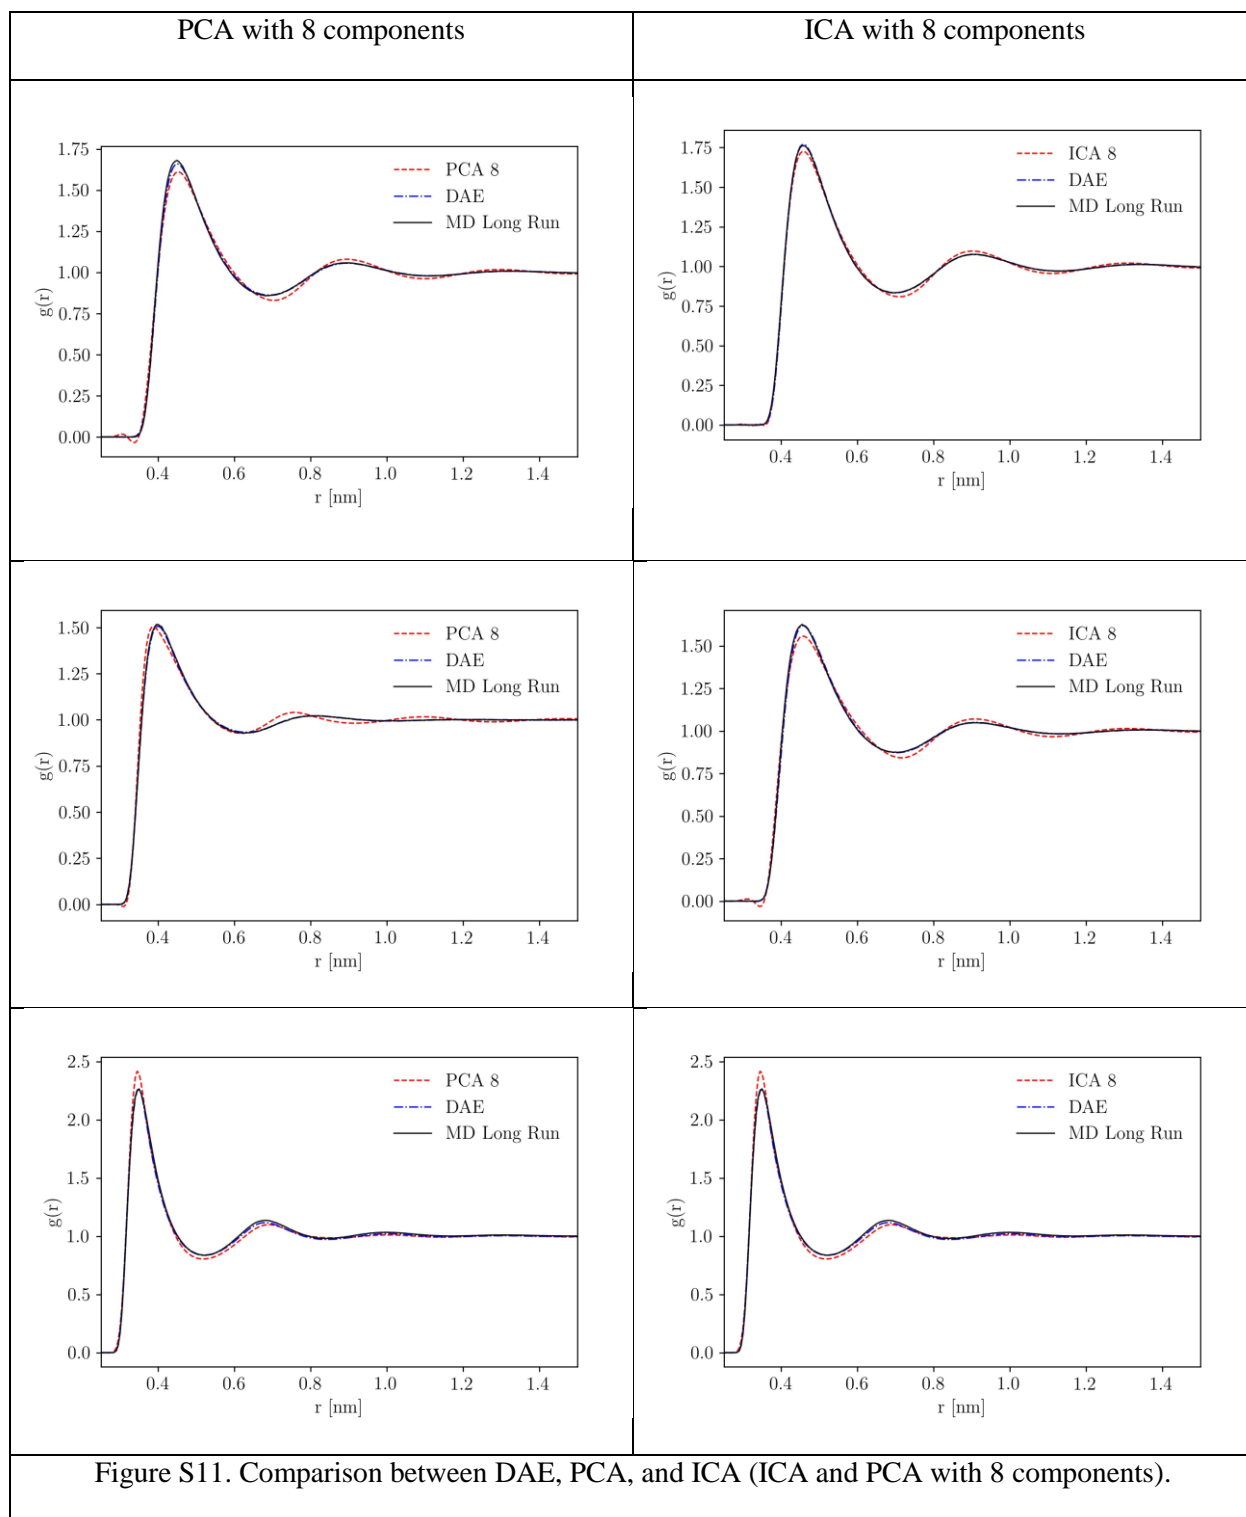 PCA with 8 components
ICA with 8 components
1.75
1.50
1.25
1.00
0.75
0.50
0.25
0.00
g(r)
PCA 8
DAE
MD Long Run
0.4 0.6 0.8 1.0 1.2 1.4
r [nm]
1.75
1.50
1.25
1.00
0.75
0.50
0.25
0.00
g(r)
ICA 8
DAE
MD Long Run
0.4 0.6 0.8 1.0 1.2 1.4
r [nm]
1.50
1.25
1.00
0.75
0.50
0.25
0.00
g(r)
PCA 8
DAE
MD Long Run
0.4 0.6 0.8 1.0 1.2 1.4
r [nm]
1.50
1.25
1.00
0.75
0.50
0.25
0.00
g(r)
ICA 8
DAE
MD Long Run
0.4 0.6 0.8 1.0 1.2 1.4
r [nm]
2.5
2.0
1.5
1.0
0.5
0.0
g(r)
PCA 8
DAE
MD Long Run
0.4 0.6 0.8 1.0 1.2 1.4
r [nm]
2.5
2.0
1.5
1.0
0.5
0.0
g(r)
ICA 8
DAE
MD Long Run
0.4 0.6 0.8 1.0 1.2 1.4
r [nm]
Figure S11. Comparison between DAE, PCA, and ICA (ICA and PCA with 8 components).